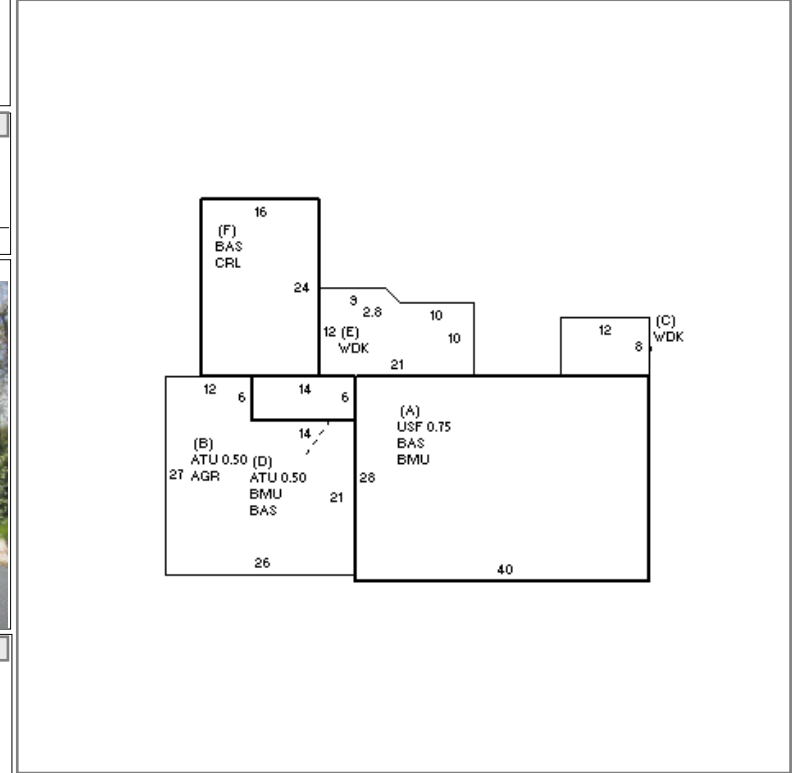 16
(F)
BAS
CRL
24
9
2.8
10
12 (E)
10
WDK
21
12
8
(C)
WDK
12
6
14
6
14
(A)
USF 0.75
BAS
BMU
(B)
ATU 0.50
27 AGR
(D)
ATU 0.50
BMU
BAS
21
28
26
40